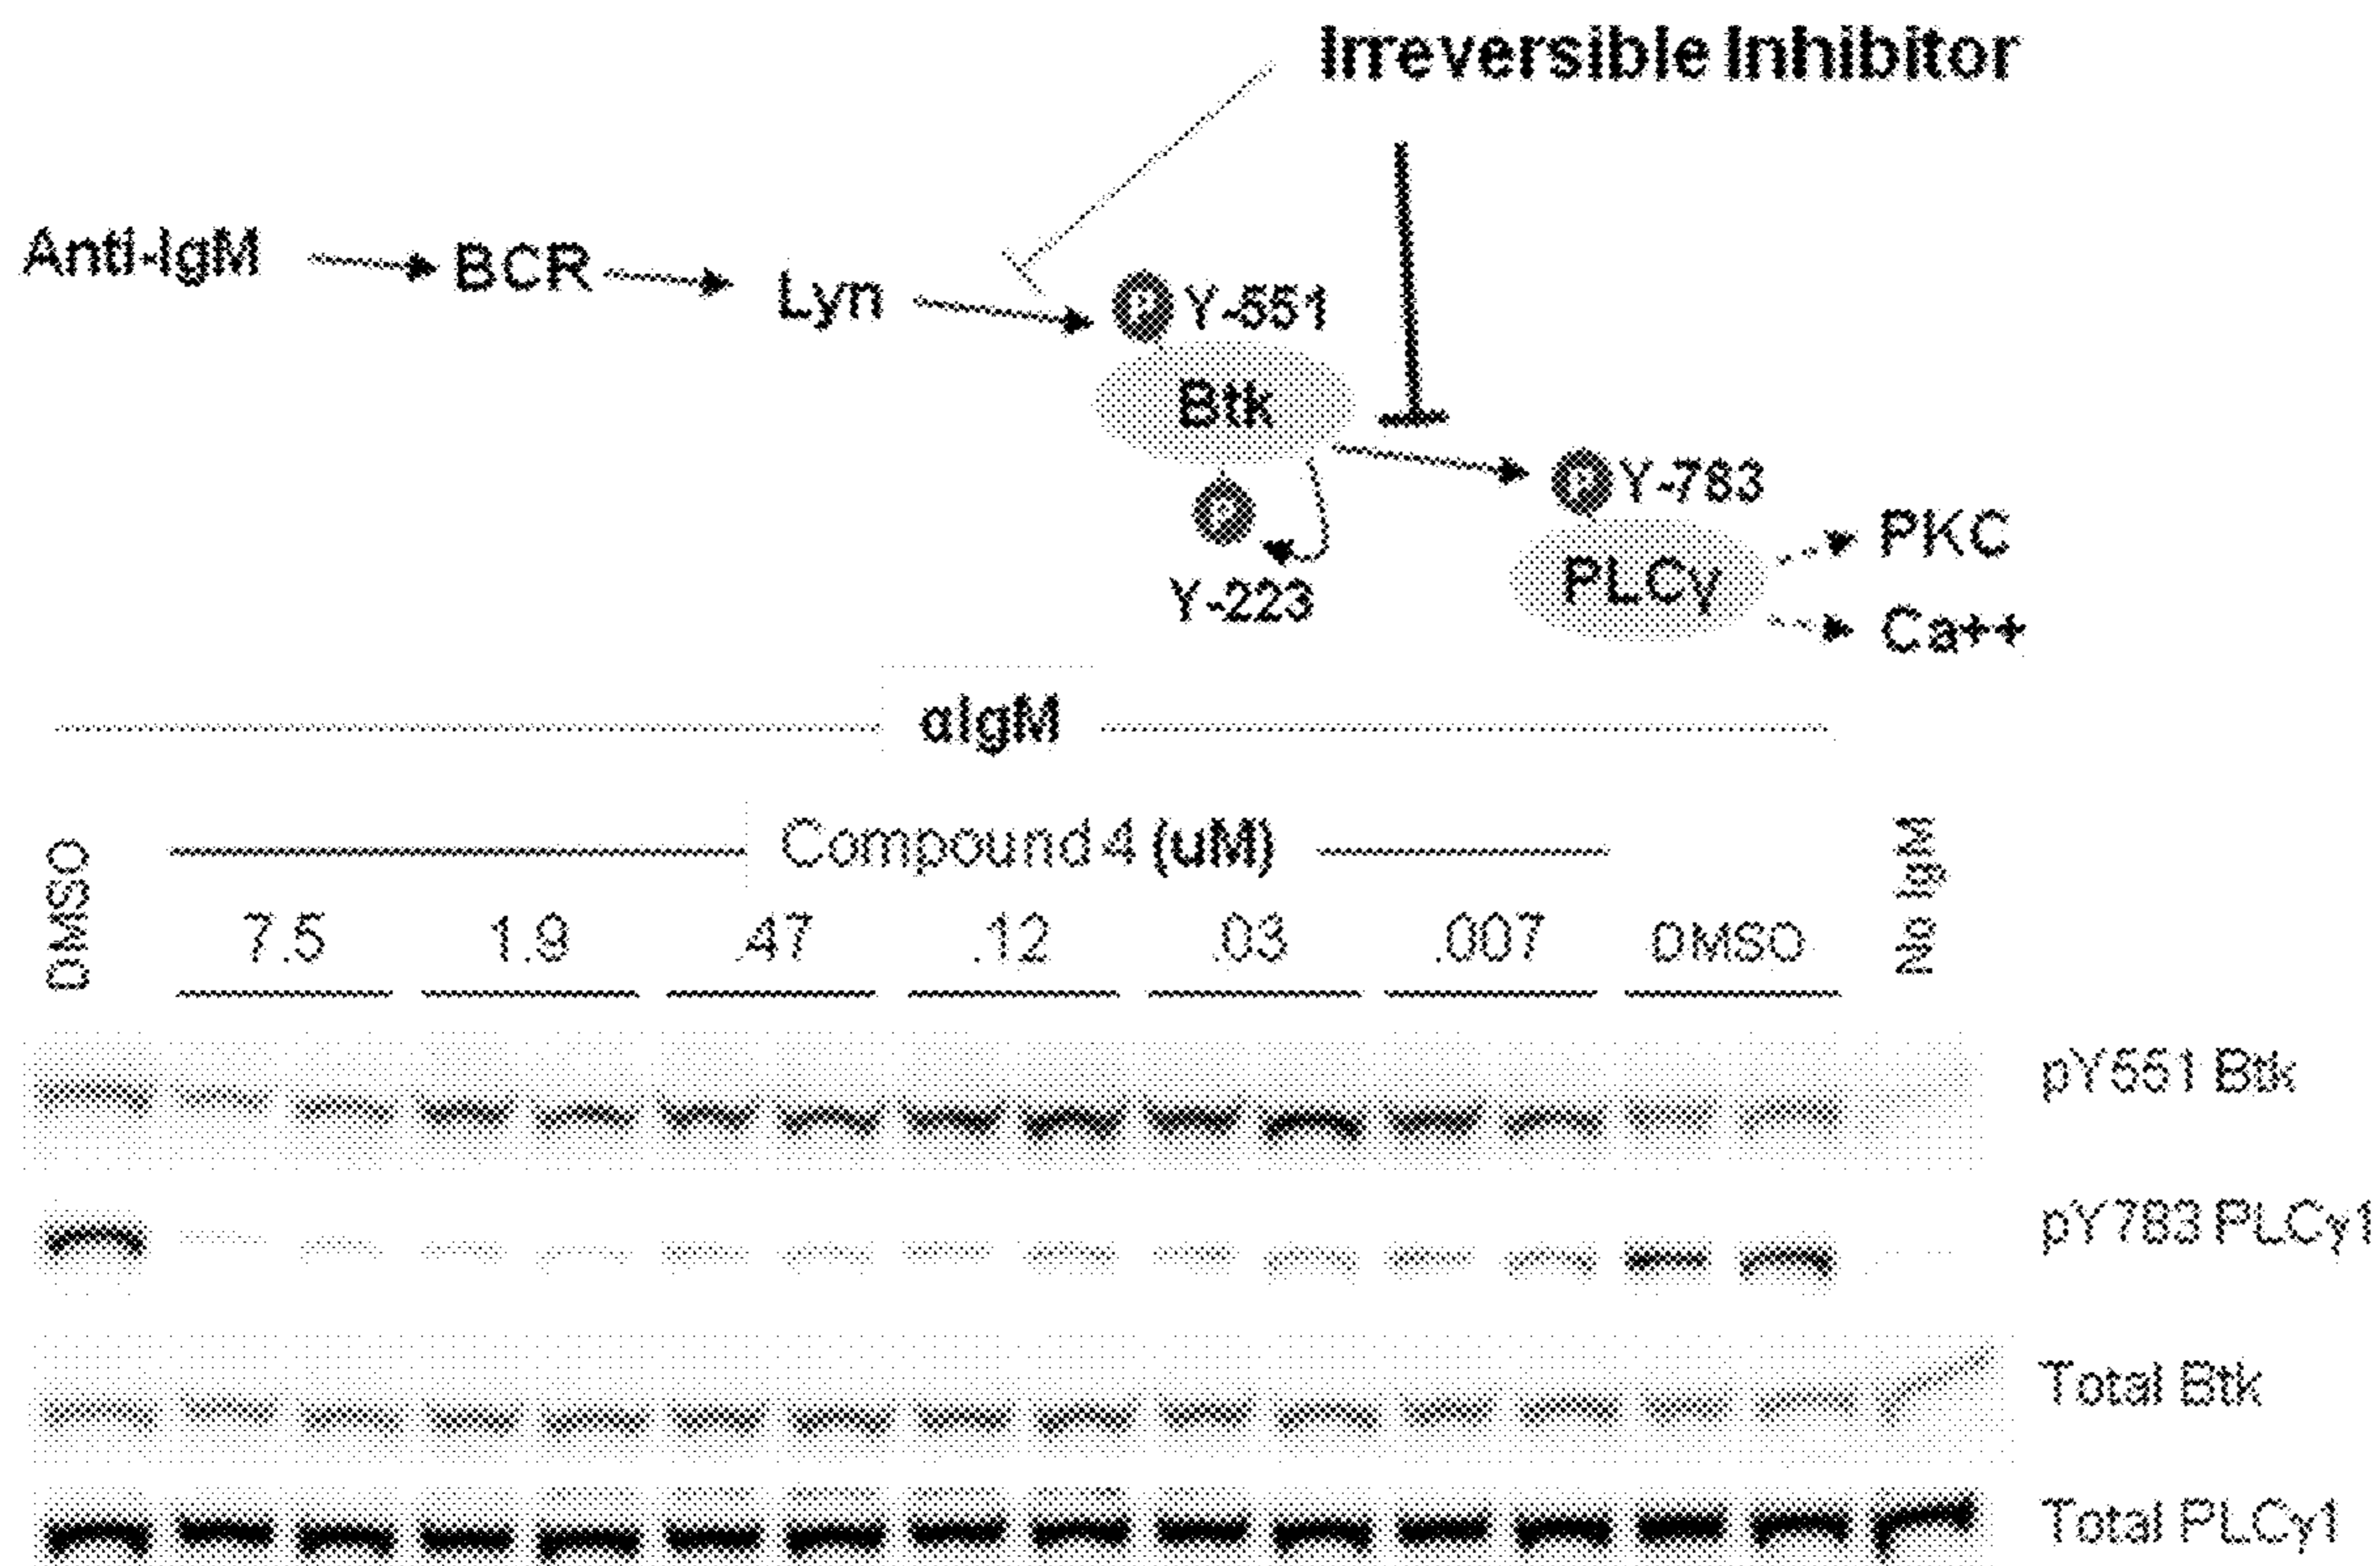 Irreversible Inhibitor
Anti-IgM
BCR
Lyn
P Y-551
Btk
P
Y-223
P Y-783
PLCγ
PKC
Ca++
αIgM
Compound 4 (uM)
DMSO
7.5
1.9
.47
.12
.03
.007
DMSO
No IgM
pY551 Btk
pY783 PLCγ1
Total Btk
Total PLCγ1